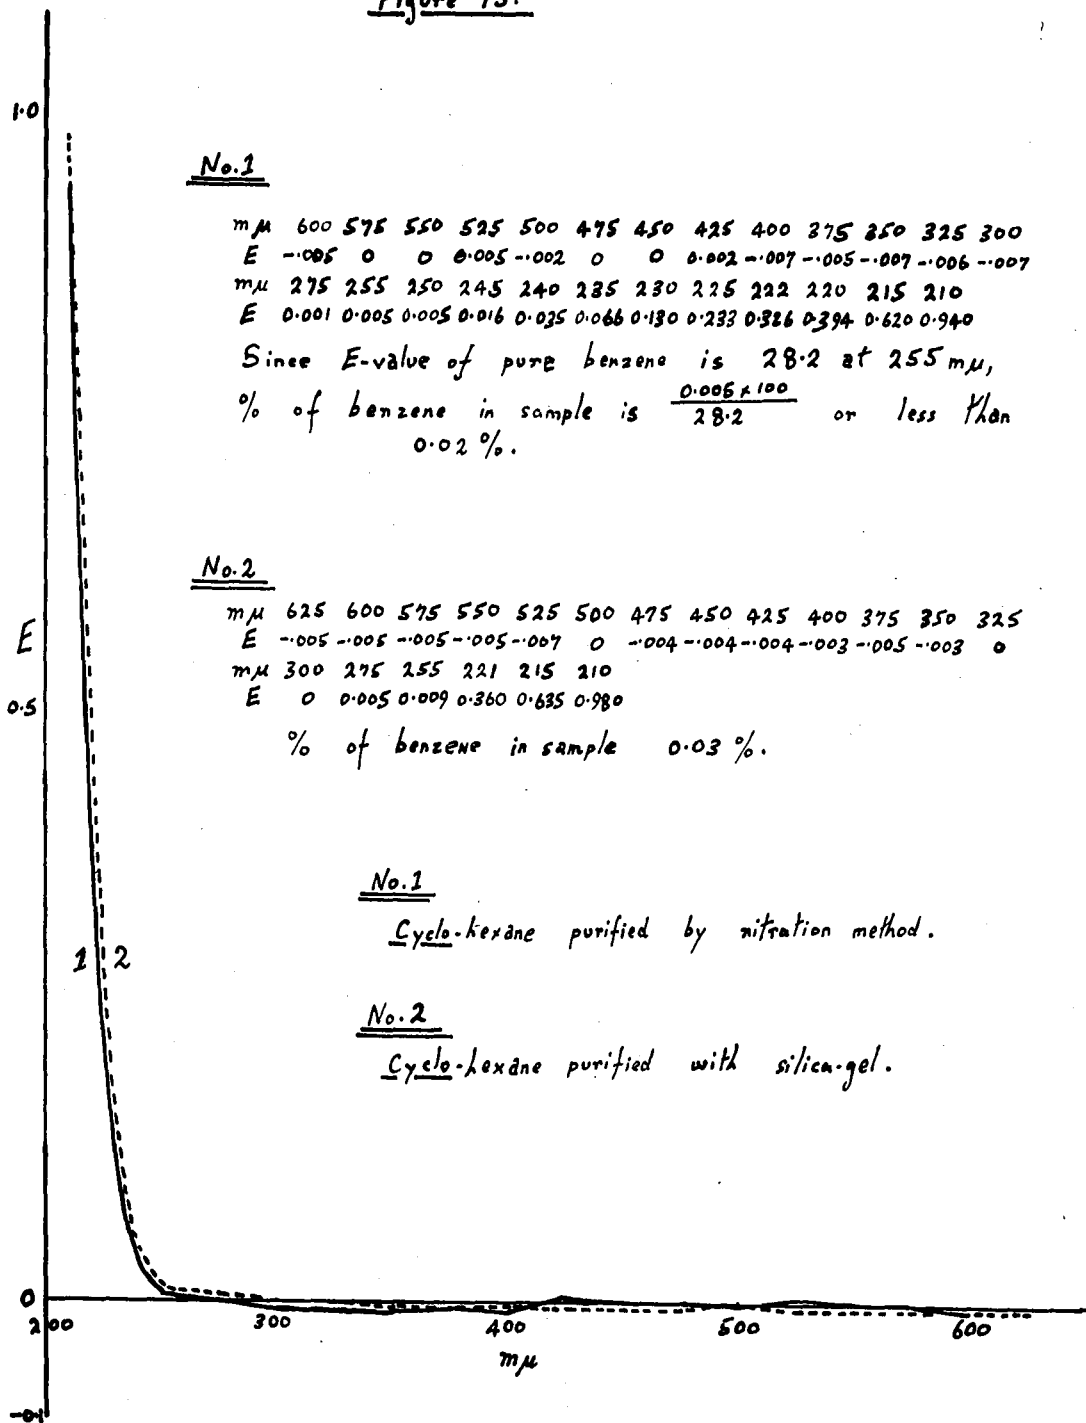 Figure 13.
1.0
No.1
mμ 600 575 550 525 500 475 450 425 400 375 350 325 300
E -.005 0 0 0.005 -.002 0 0 0.002 -.007 -.005 -.007 -.006 -.007
mμ 275 255 250 245 240 235 230 225 222 220 215 210
E 0.001 0.005 0.005 0.016 0.035 0.066 0.130 0.233 0.326 0.394 0.620 0.940
Since E-value of pure benzene is 28.2 at 255 mμ,
% of benzene in sample is 0.005 × 100 / 28.2 or less than
0.02 %.
No.2
mμ 625 600 575 550 525 500 475 450 425 400 375 350 325
E -.005 -.005 -.005 -.005 -.007 0 -.004 -.004 -.004 -.003 -.005 -.003 0
mμ 300 275 255 221 215 210
E 0 0.005 0.009 0.360 0.635 0.980
E
0.5
% of benzene in sample 0.03 %.
No.1
Cyclo-hexane purified by nitration method.
1 2
No.2
Cyclo-hexane purified with silica-gel.
0
200 300 400 500 600
mμ
-0.1